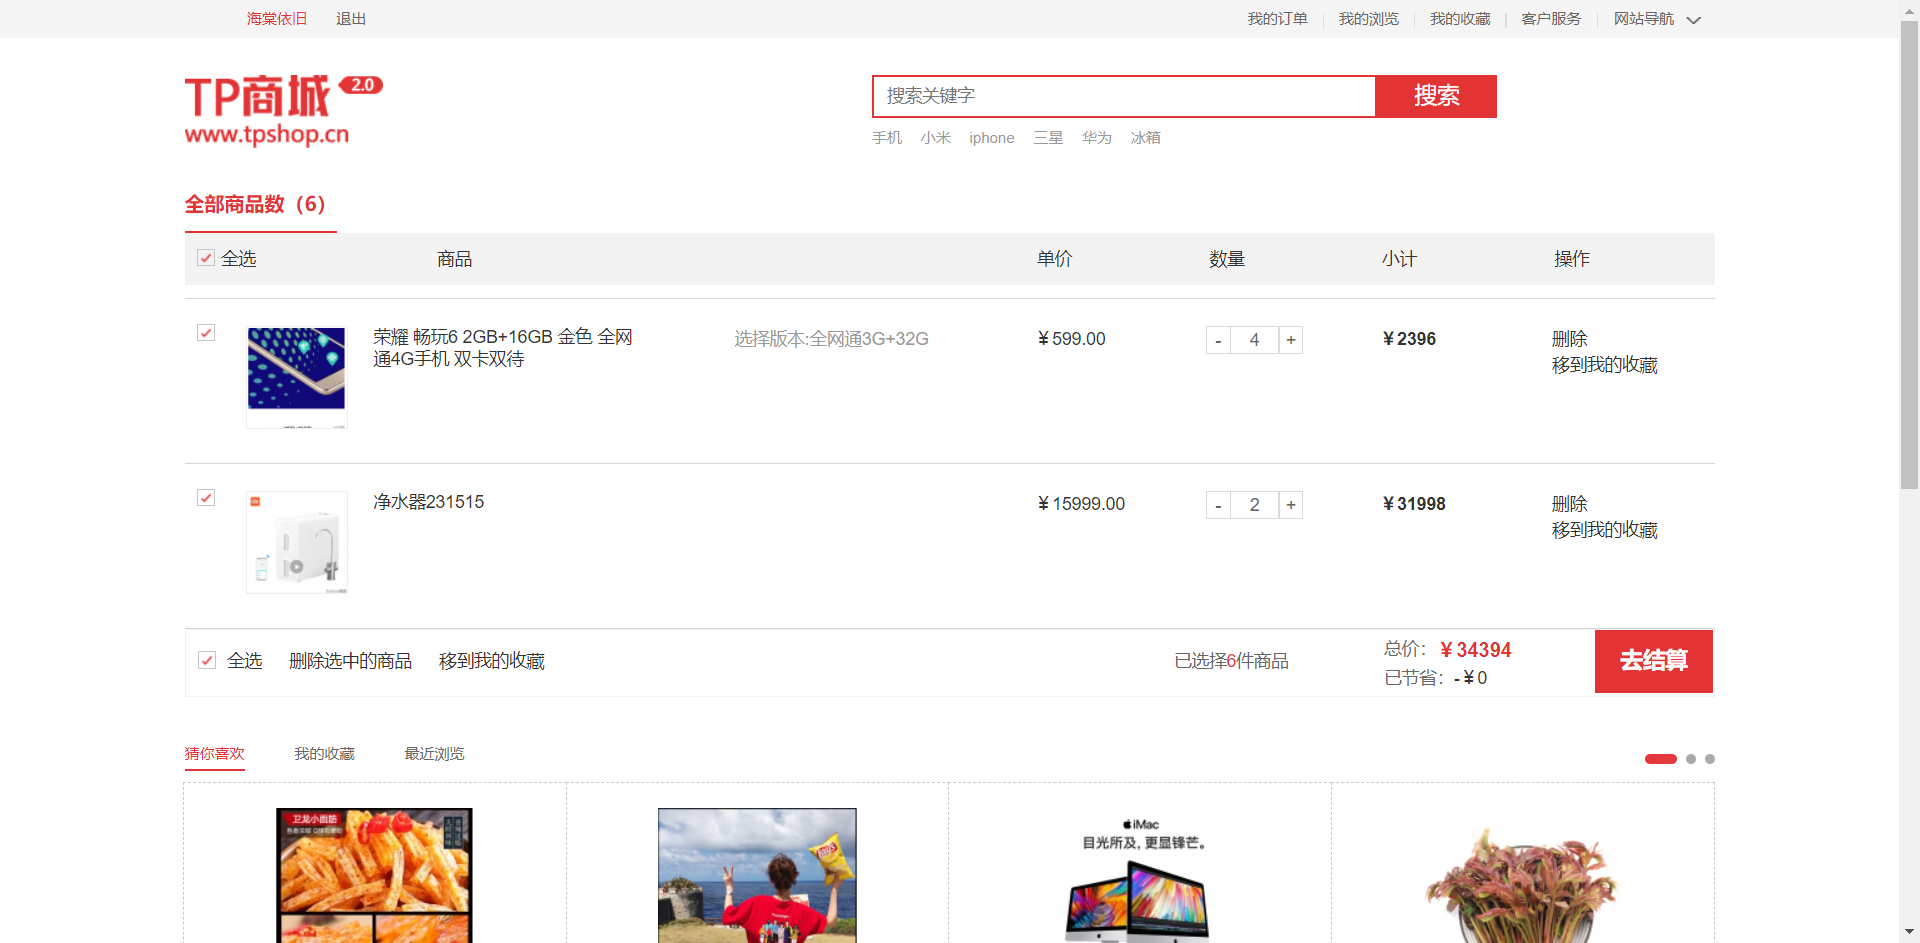 海棠依旧 退出 我的订单 我的浏览 我的收藏 客户服务 网站导航
TP商城 2.0
www.tpshop.cn
搜索关键字 搜索
手机 小米 iphone 三星 华为 冰箱
全部商品数（6）
全选 商品 单价 数量 小计 操作
荣耀 畅玩6 2GB+16GB 金色 全网通4G手机 双卡双待 选择版本:全网通3G+32G ¥599.00 - 4 + ¥2396 删除
移到我的收藏
净水器231515 ¥15999.00 - 2 + ¥31998 删除
移到我的收藏
全选 删除选中的商品 移到我的收藏 已选择6件商品 总价：¥34394 去结算
已节省：-¥0
猜你喜欢 我的收藏 最近浏览
卫龙小面筋
Lay's
iMac
目光所及，更显锋芒。